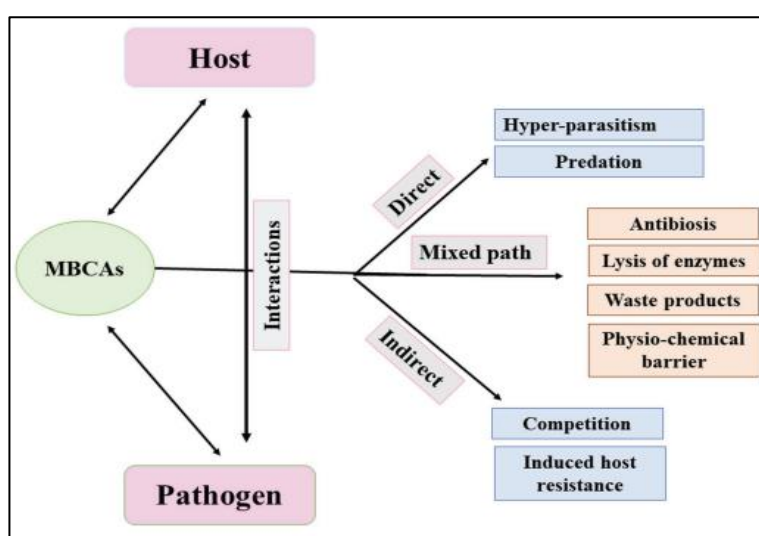 Host
MBCAs
Interactions
Pathogen
Direct
Mixed path
Indirect
Hyper-parasitism
Predation
Antibiosis
Lysis of enzymes
Waste products
Physio-chemical
barrier
Competition
Induced host
resistance